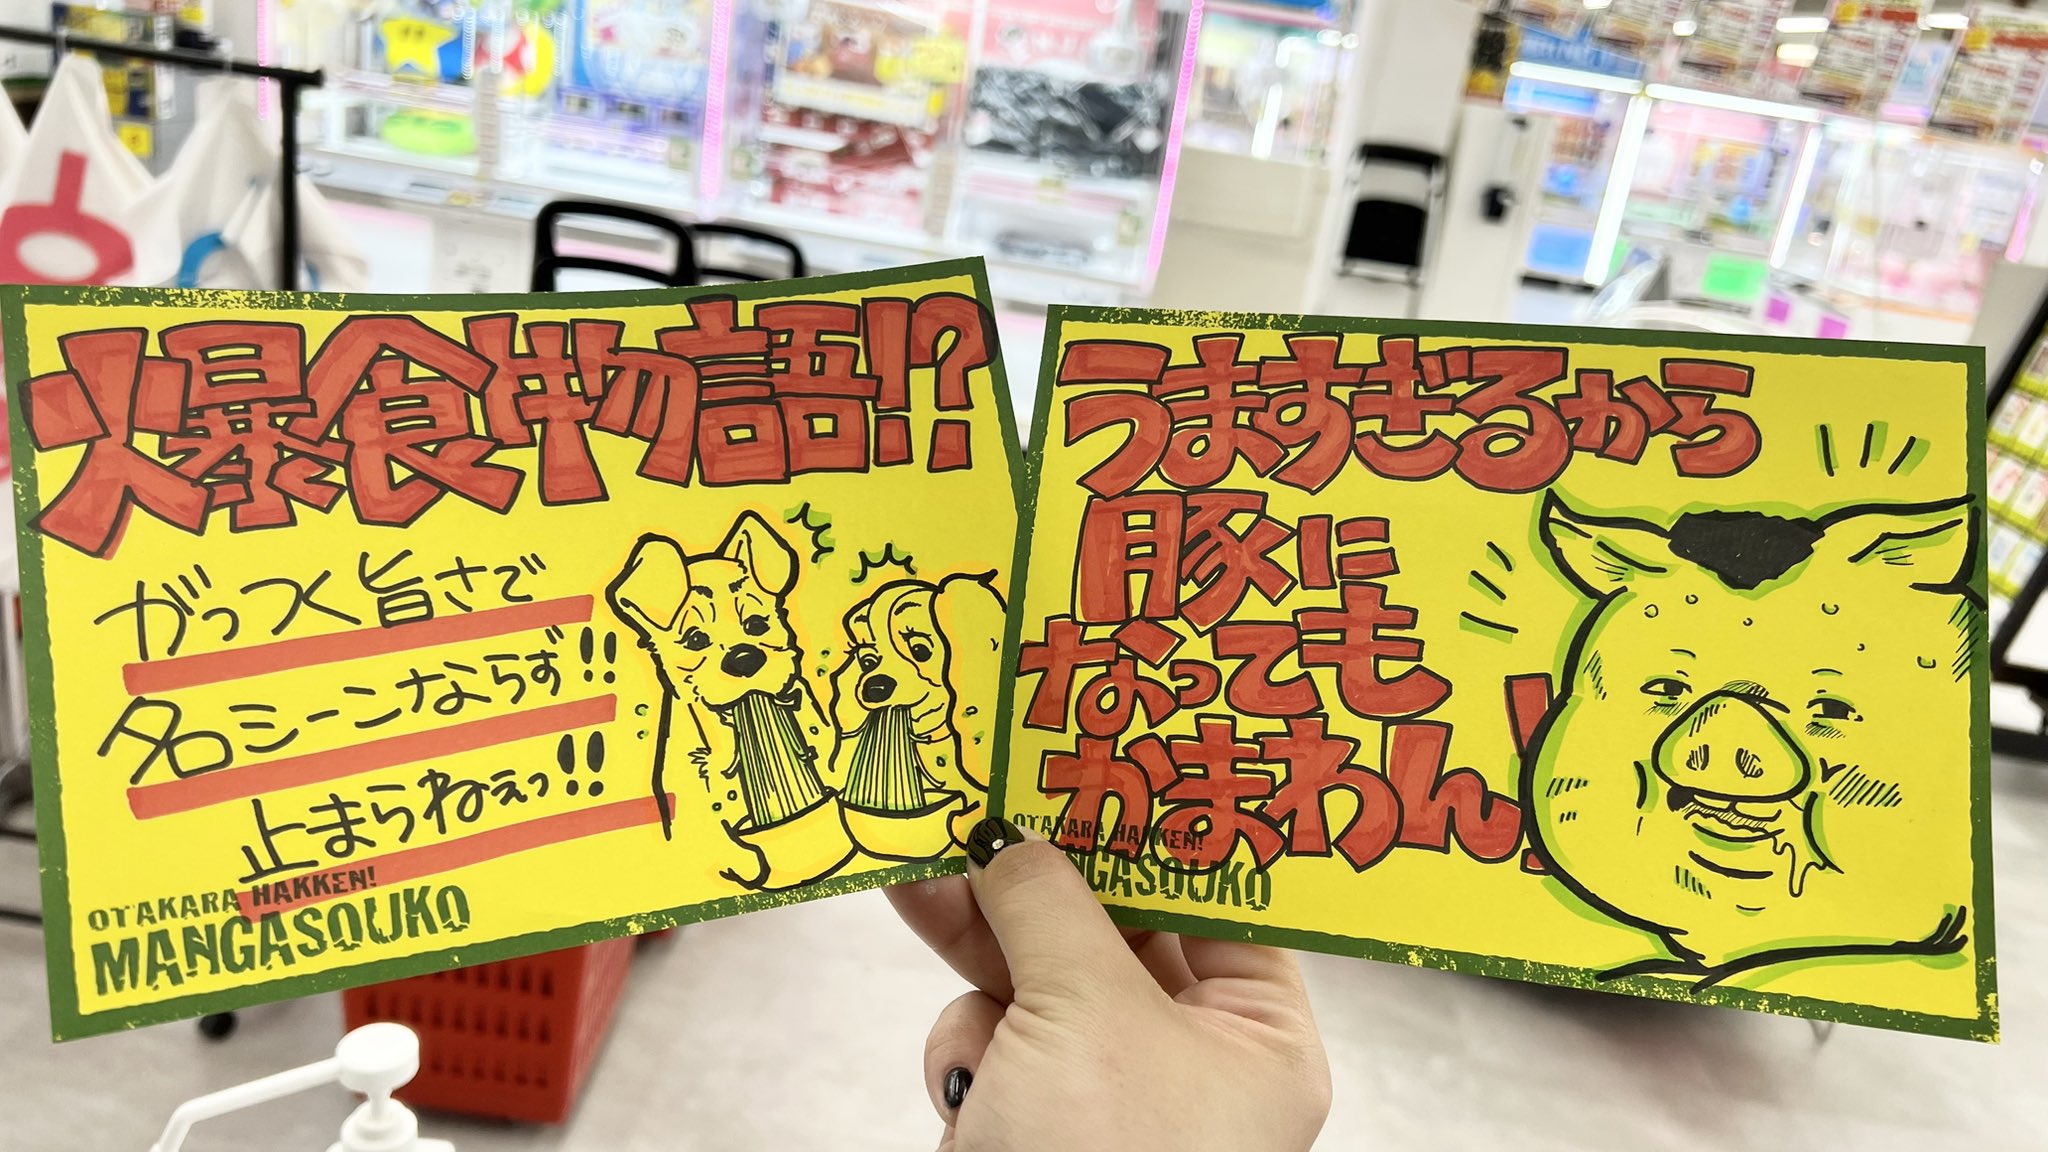 爆食物語!?
がっつく旨さで
名シーンならず!!
止まらねぇっ!!
OTAKARA HAKKEN!
MANGASOUKO
うますぎるから
豚に
なっても
かまわん!
OTAKARA HAKKEN!
MANGASOUKO